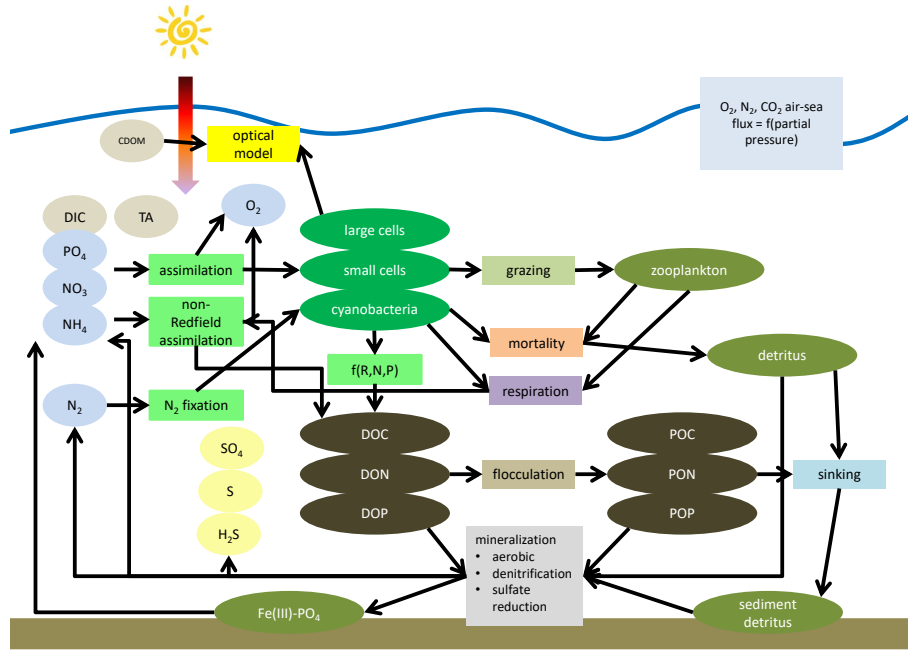 O₂, N₂, CO₂ air-sea
flux = f(partial
pressure)
CDOM
optical
model
DIC
TA
O₂
PO₄
NO₃
NH₄
assimilation
non-
Redfield
assimilation
large cells
small cells
cyanobacteria
grazing
zooplankton
mortality
detritus
f(R,N,P)
respiration
N₂
N₂ fixation
SO₄
S
H₂S
DOC
DON
DOP
flocculation
POC
PON
POP
sinking
mineralization
• aerobic
• denitrification
• sulfate
reduction
Fe(III)-PO₄
sediment
detritus